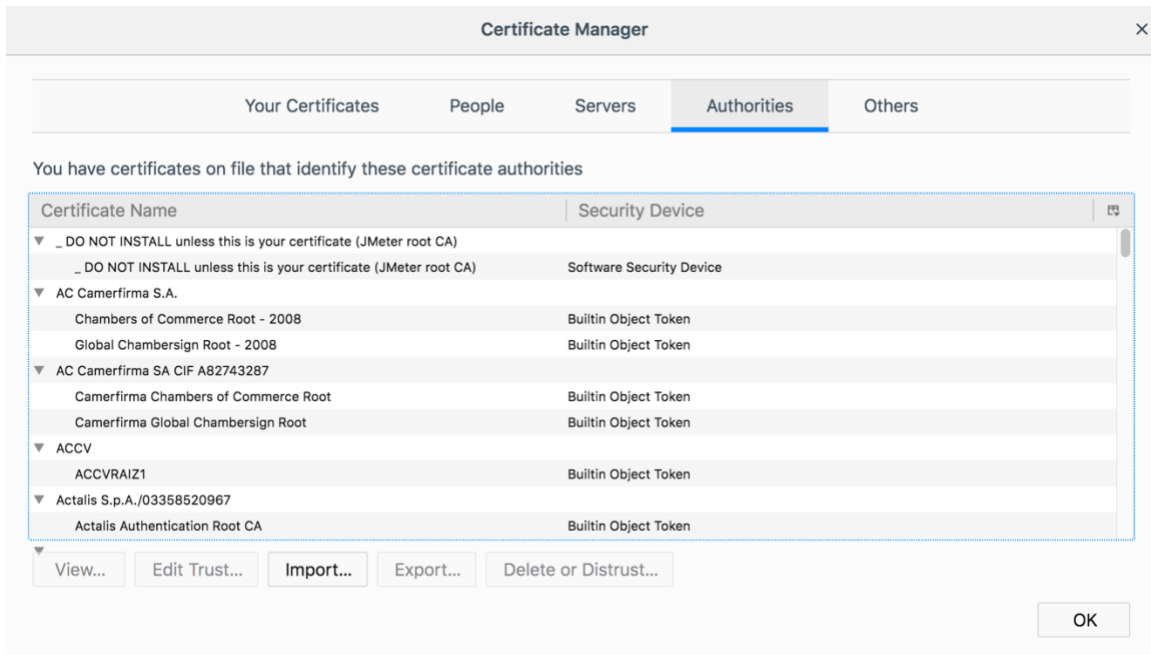 Certificate Manager ×
Your Certificates People Servers Authorities Others
You have certificates on file that identify these certificate authorities
Certificate Name Security Device
_ DO NOT INSTALL unless this is your certificate (JMeter root CA)
_ DO NOT INSTALL unless this is your certificate (JMeter root CA) Software Security Device
AC Camerfirma S.A.
Chambers of Commerce Root - 2008 Builtin Object Token
Global Chambersign Root - 2008 Builtin Object Token
AC Camerfirma SA CIF A82743287
Camerfirma Chambers of Commerce Root Builtin Object Token
Camerfirma Global Chambersign Root Builtin Object Token
ACCV
ACCVRAIZ1 Builtin Object Token
Actalis S.p.A./03358520967
Actalis Authentication Root CA Builtin Object Token
View... Edit Trust... Import... Export... Delete or Distrust...
OK